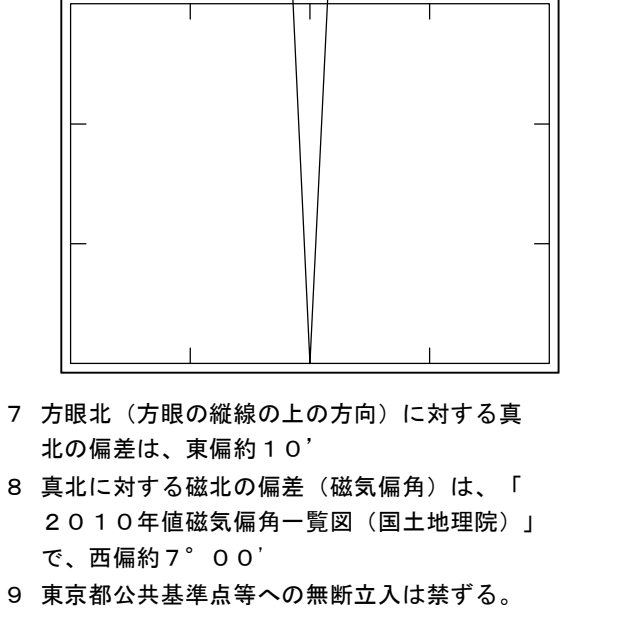 ７ 方眼北（方眼の縦線の上の方向）に対する真
北の偏差は、東偏約１０’
８ 真北に対する磁北の偏差（磁気偏角）は、「
２０１０年値磁気偏角一覧図（国土地理院）」
で、西偏約７°００'
９ 東京都公共基準点等への無断立入は禁ずる。